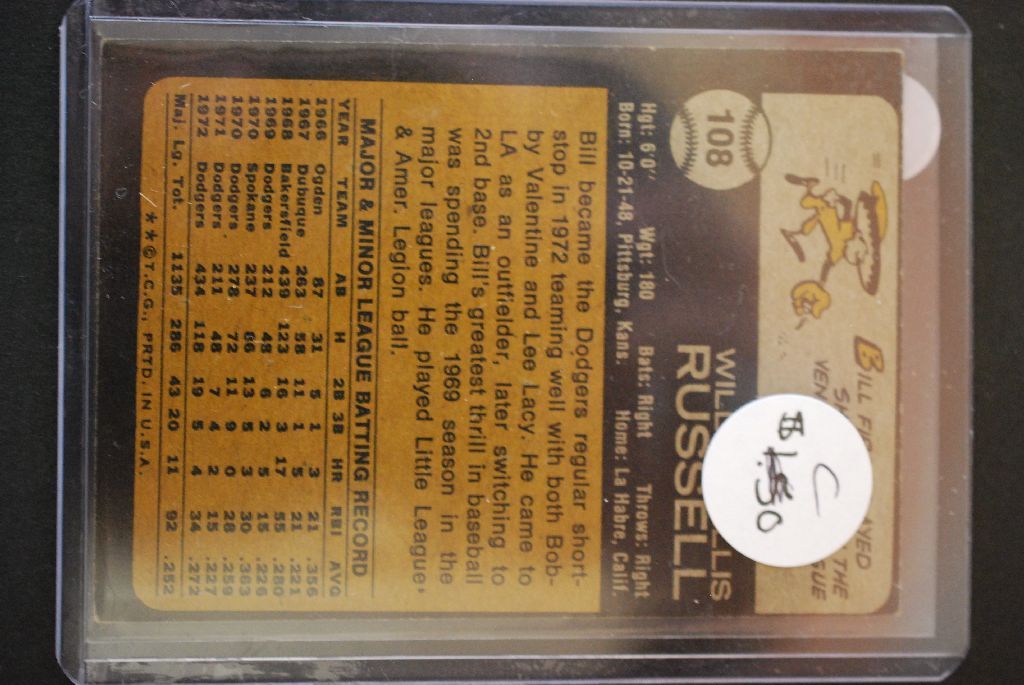 BILL FIR AYED
SH THE
VEN GUE
C
1.50
108
WILL LLIS
RUSSELL
Hgt: 6'0" Wgt: 180 Bats: Right Throws: Right
Born: 10-21-48, Pittsburg, Kans. Home: La Habra, Calif.
Bill became the Dodgers regular short-
stop in 1972 teaming well with both Bob-
by Valentine and Lee Lacy. He came to
LA as an outfielder, later switching to
2nd base. Bill's greatest thrill in baseball
was spending the 1969 season in the
major leagues. He played Little League
& Amer. Legion ball.
MAJOR & MINOR LEAGUE BATTING RECORD
YEAR TEAM AB H 2B 3B HR RBI AVG
1966 Ogden 87 31 5 1 3 21 .356
1967 Dubuque 263 58 11 1 5 21 .221
1968 Bakersfield 439 123 16 3 17 55 .280
1969 Dodgers 212 48 6 2 5 15 .226
1970 Spokane 237 86 13 5 3 30 .363
1970 Dodgers 278 72 11 9 0 28 .259
1971 Dodgers 211 48 7 4 2 15 .227
1972 Dodgers 434 118 19 5 4 34 .272
Maj. Lg. Tot. 1135 286 43 20 11 92 .252
**©T.C.G., PRTD. IN U.S.A.